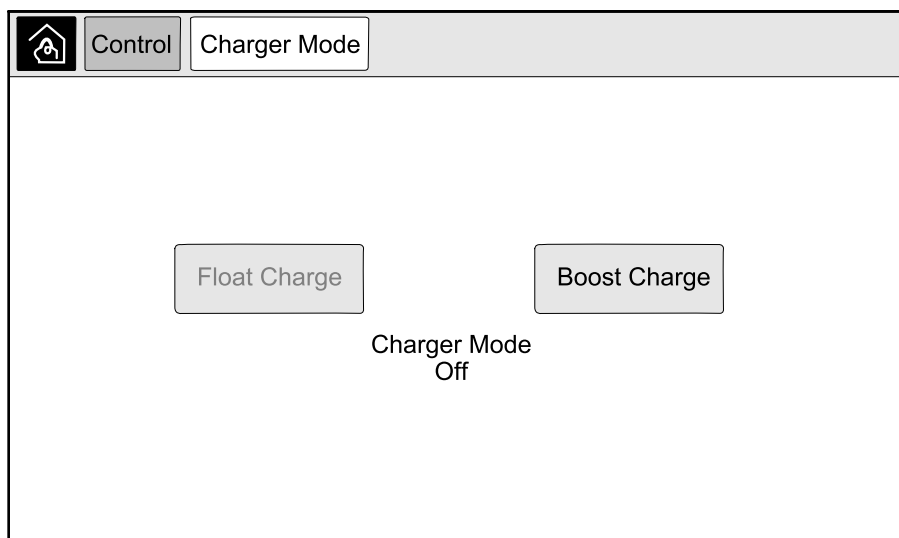 Control
Charger Mode
Float Charge
Boost Charge
Charger Mode
Off